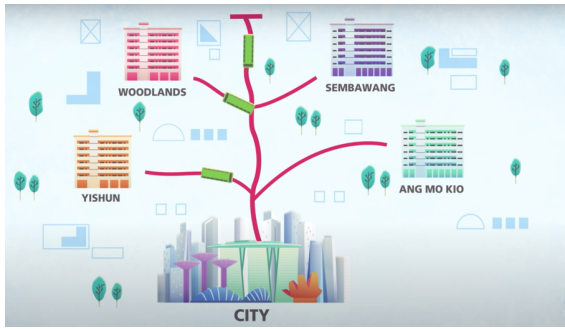 WOODLANDS
SEMBAWANG
YISHUN
ANG MO KIO
CITY